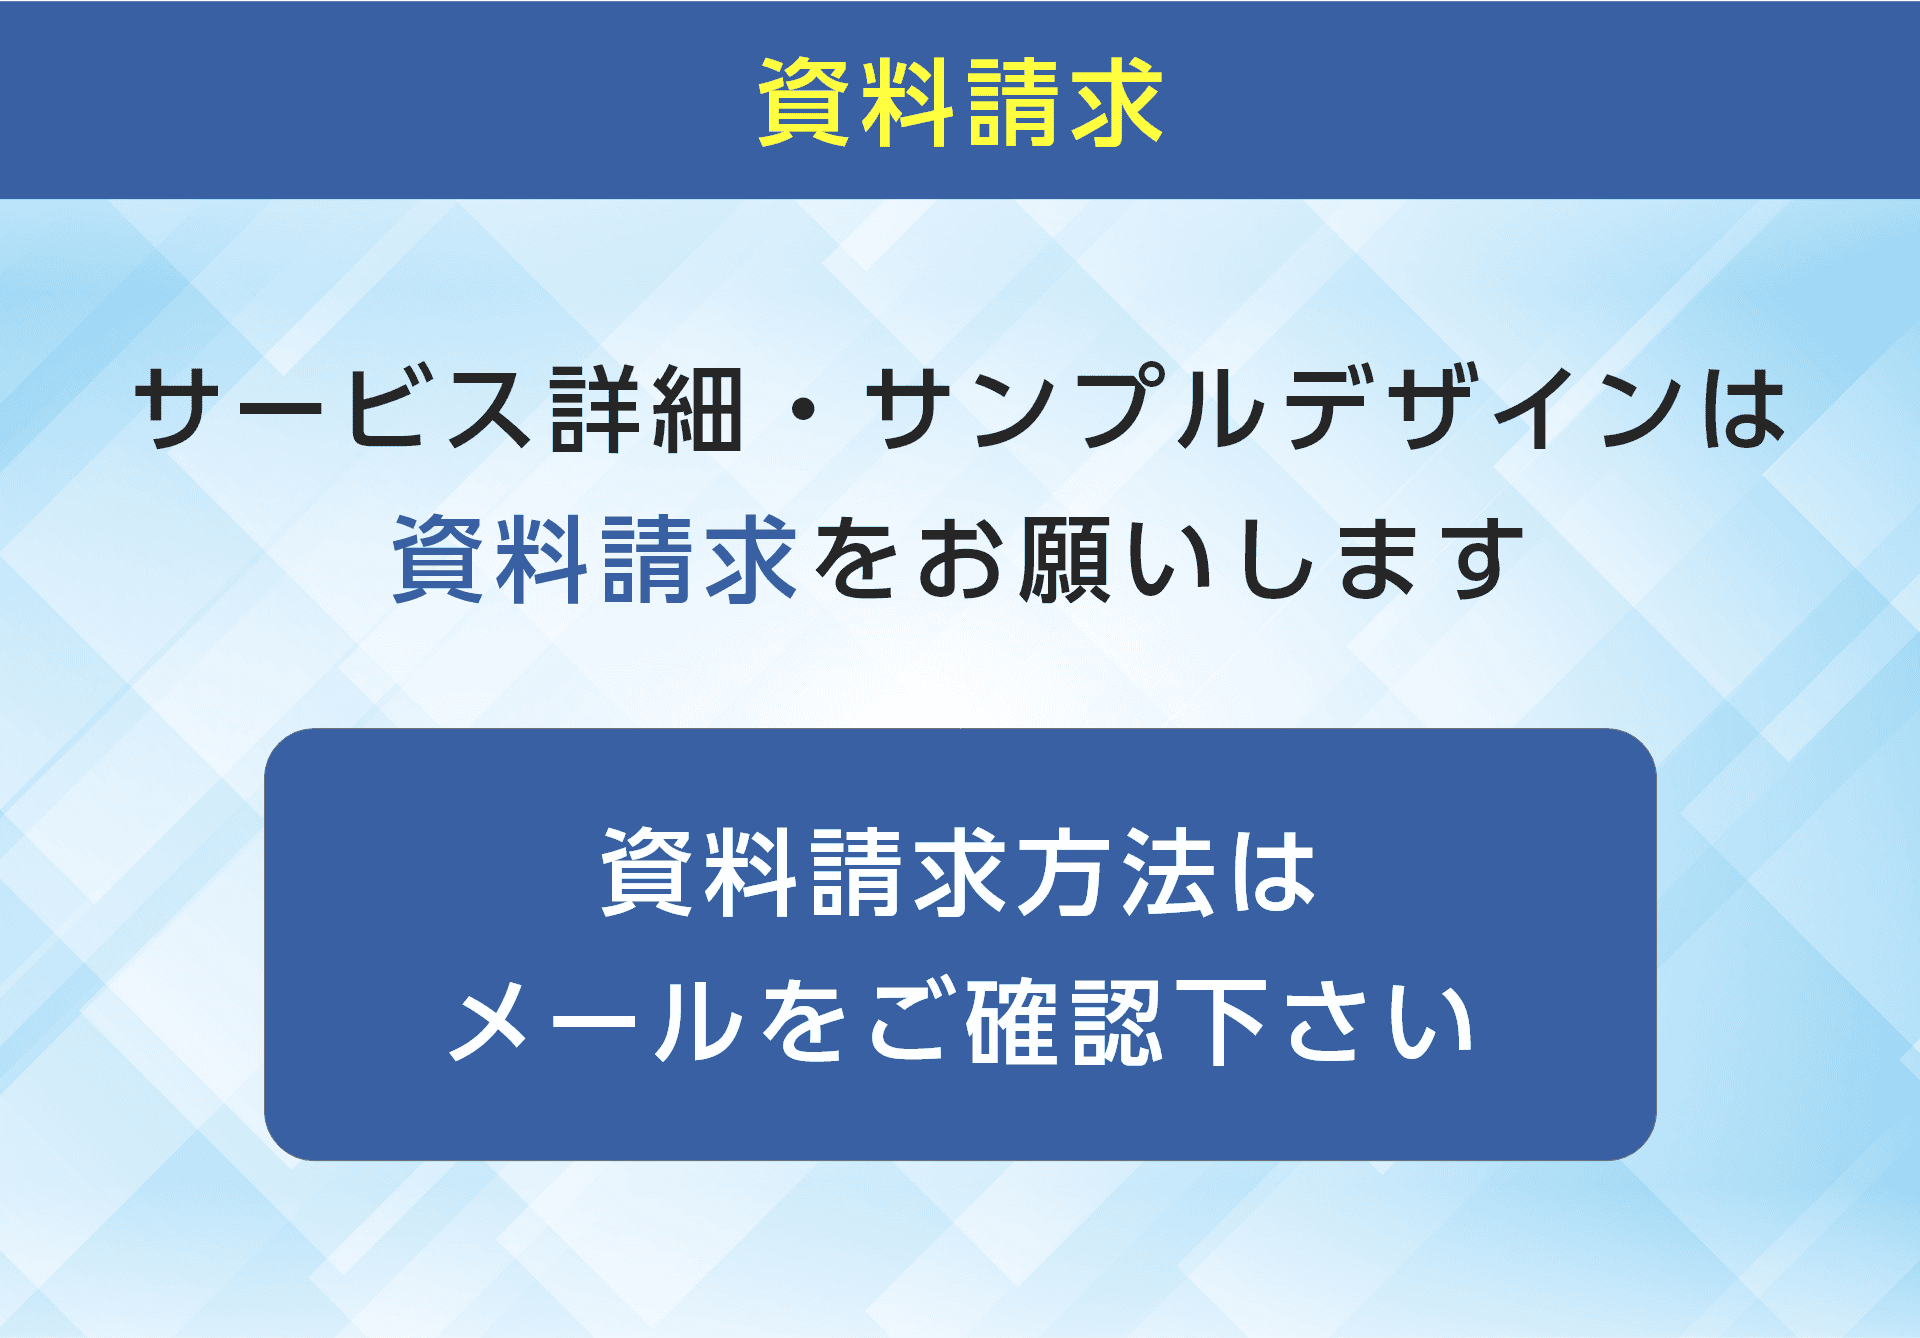 資料請求
サービス詳細・サンプルデザインは
資料請求をお願いします
資料請求方法は
メールをご確認下さい